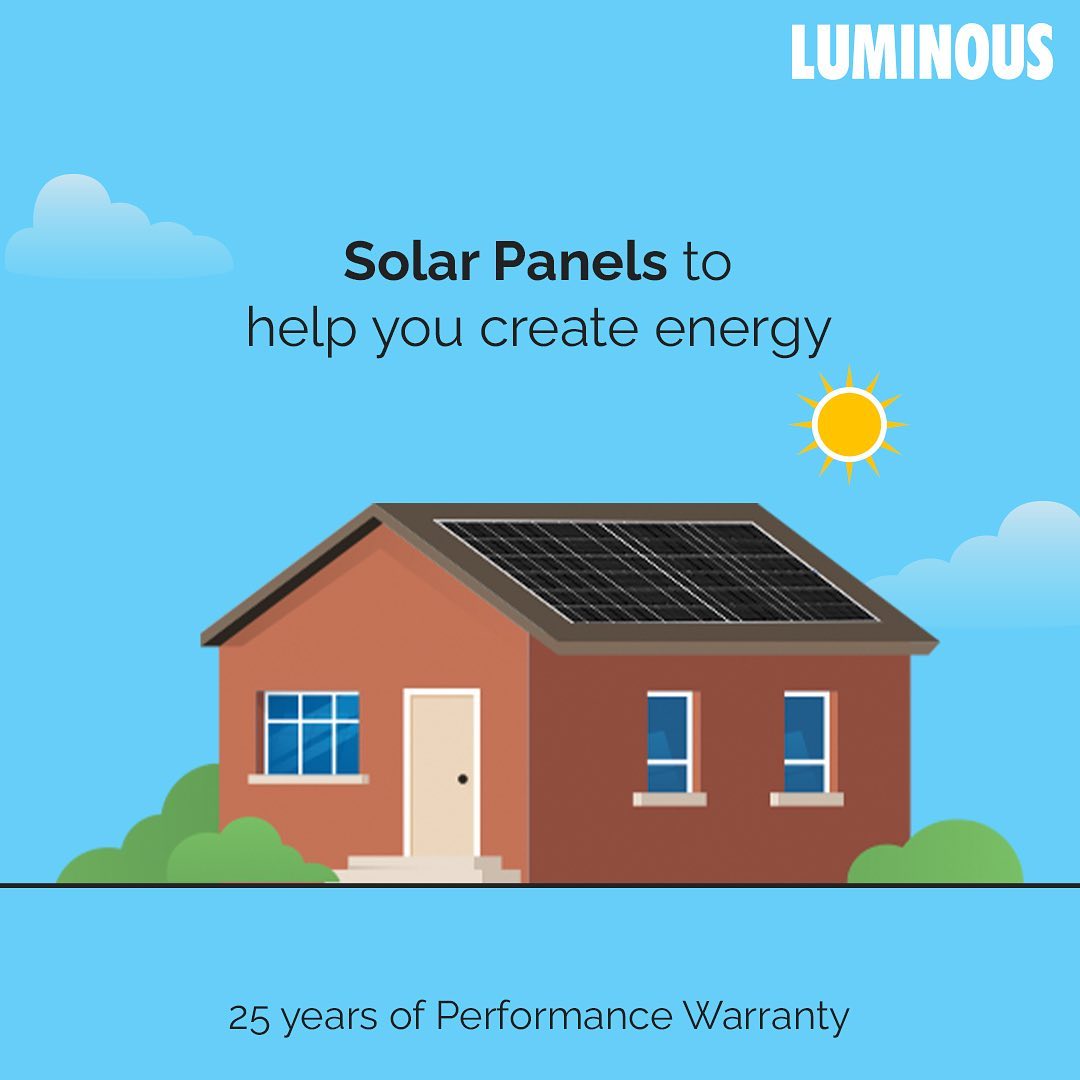 LUMINOUS
Solar Panels to
help you create energy
25 years of Performance Warranty